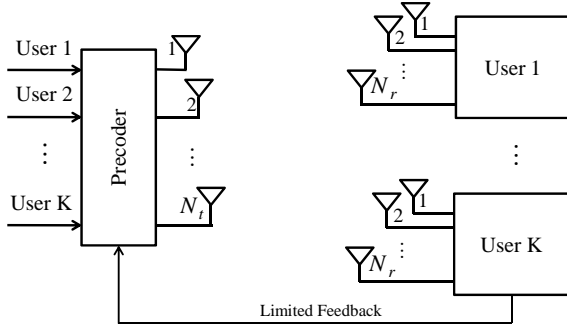 User 1
User 2
⋮
User K
Precoder
1
2
⋮
N_t
1
2
⋮
N_r
User 1
⋮
1
2
⋮
N_r
User K
Limited Feedback